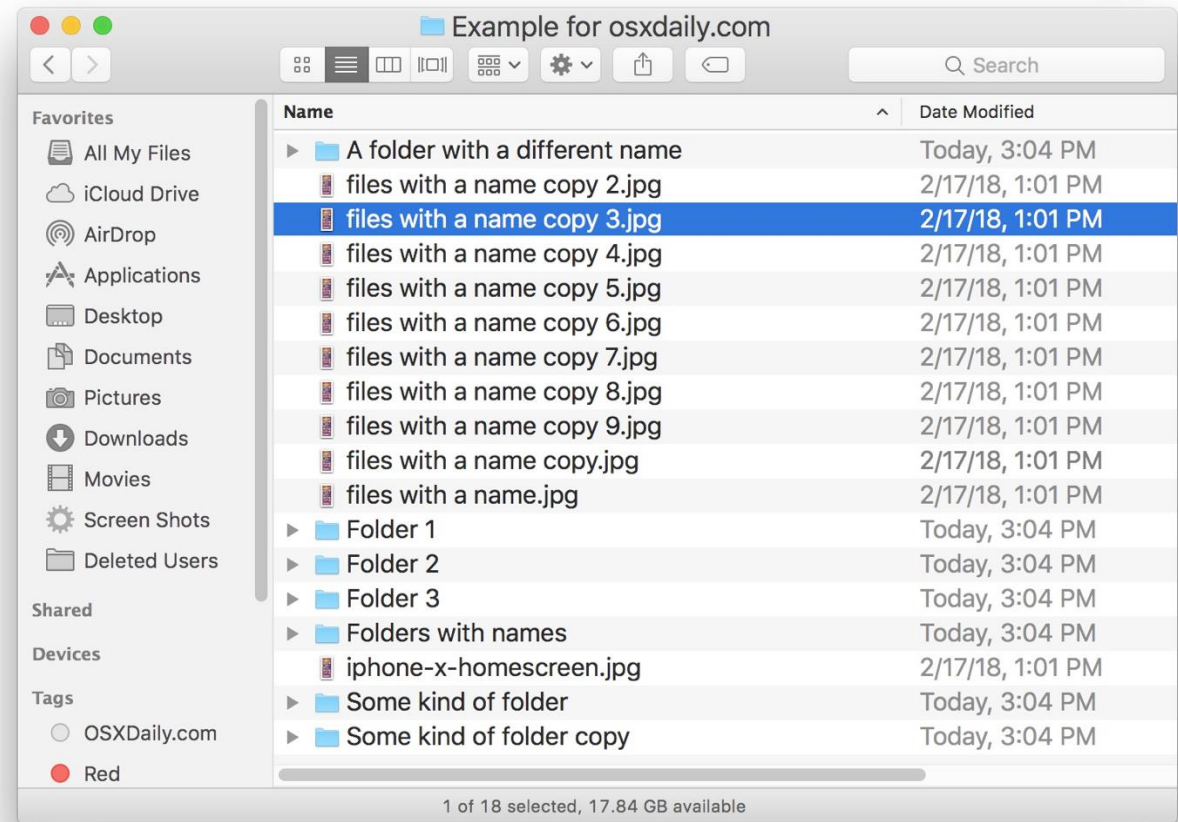 Example for osxdaily.com
Search
Favorites
All My Files
iCloud Drive
AirDrop
Applications
Desktop
Documents
Pictures
Downloads
Movies
Screen Shots
Deleted Users
Shared
Devices
Tags
OSXDaily.com
Red
Name Date Modified
A folder with a different name Today, 3:04 PM
files with a name copy 2.jpg 2/17/18, 1:01 PM
files with a name copy 3.jpg 2/17/18, 1:01 PM
files with a name copy 4.jpg 2/17/18, 1:01 PM
files with a name copy 5.jpg 2/17/18, 1:01 PM
files with a name copy 6.jpg 2/17/18, 1:01 PM
files with a name copy 7.jpg 2/17/18, 1:01 PM
files with a name copy 8.jpg 2/17/18, 1:01 PM
files with a name copy 9.jpg 2/17/18, 1:01 PM
files with a name copy.jpg 2/17/18, 1:01 PM
files with a name.jpg 2/17/18, 1:01 PM
Folder 1 Today, 3:04 PM
Folder 2 Today, 3:04 PM
Folder 3 Today, 3:04 PM
Folders with names Today, 3:04 PM
iphone-x-homescreen.jpg 2/17/18, 1:01 PM
Some kind of folder Today, 3:04 PM
Some kind of folder copy Today, 3:04 PM
1 of 18 selected, 17.84 GB available